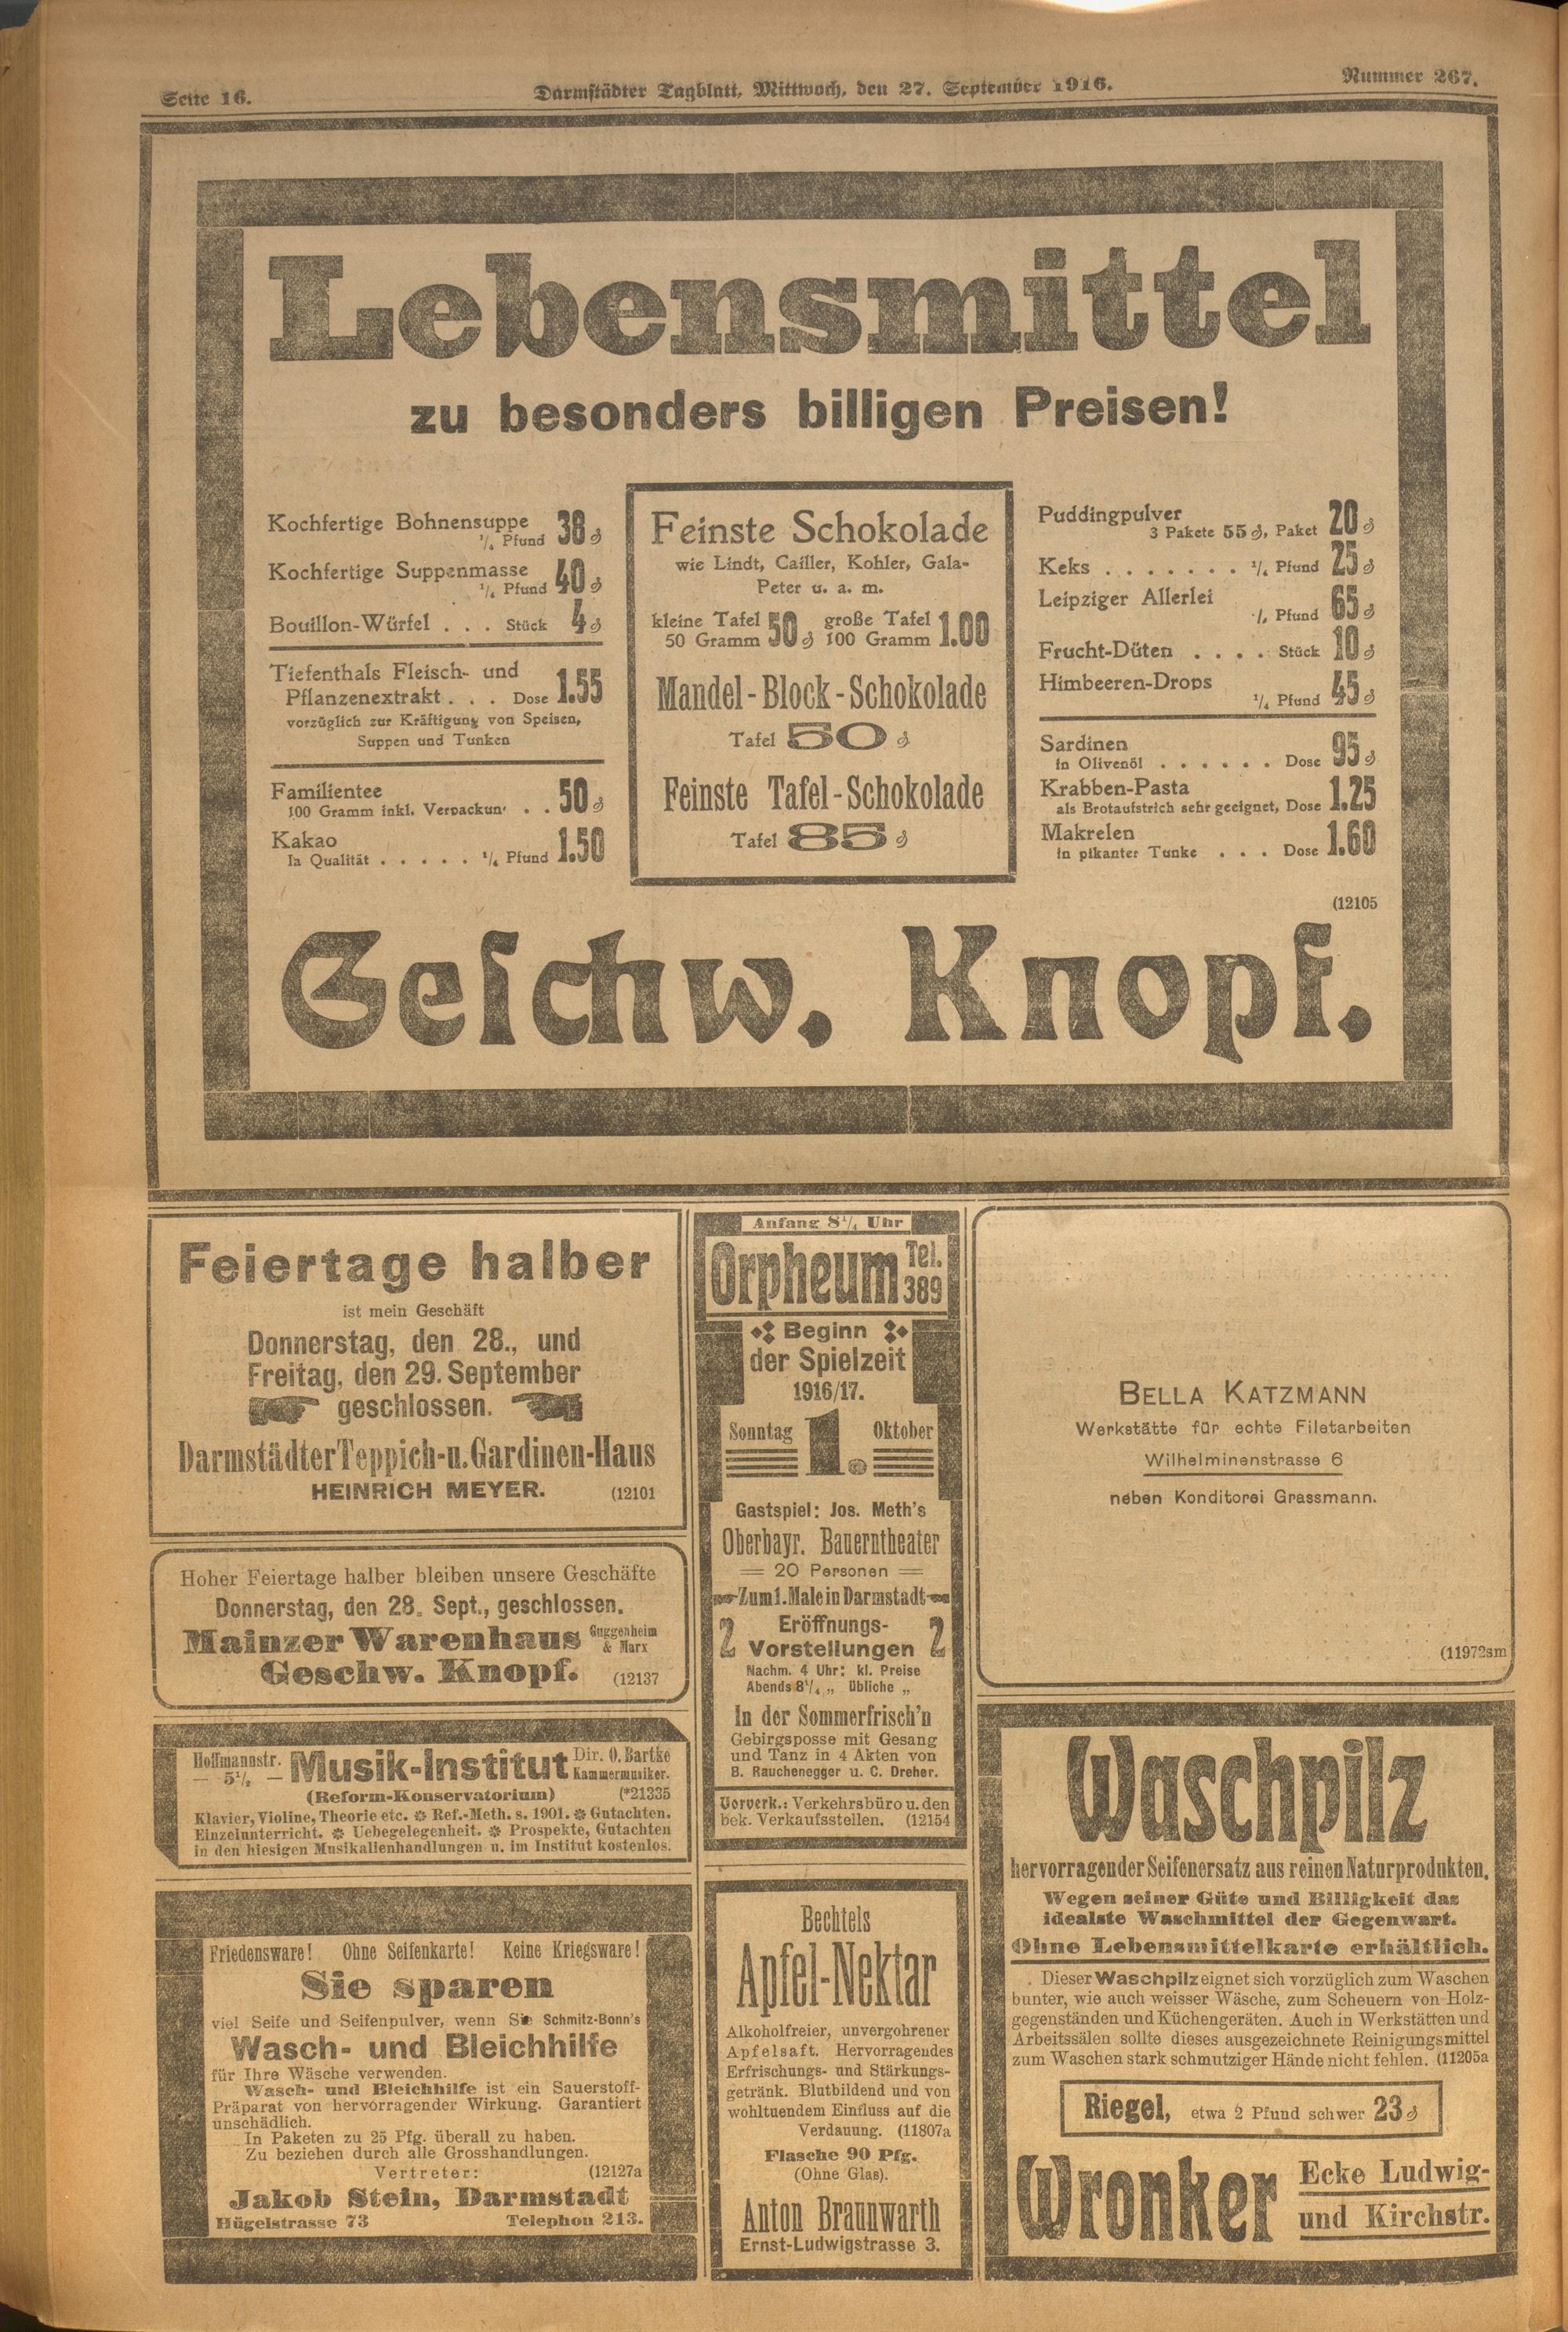 Seite 16.
Darmstädter Tagblatt, Mittwoch, den 27. September 1916.
Nummer 267.
Lebensmittel
zu besonders billigen Preisen!
Kochfertige Bohnensuppe
¼ Pfund 38 ₰
Kochfertige Suppenmasse
¼ Pfund 40 ₰
Bouillon-Würfel . . . Stück 4 ₰
Tiefenthals Fleisch- und
Pflanzenextrakt . . . Dose 1.55
vorzüglich zur Kräftigung von Speisen,
Suppen und Tunken
Familientee
100 Gramm inkl. Verpackun . . 50 ₰
Kakao
Ia Qualität . . . . . ¼ Pfund 1.50
Feinste Schokolade
wie Lindt, Cailler, Kohler, Gala-
Peter u. a. m.
kleine Tafel 50 Gramm 50 ₰ große Tafel 100 Gramm 1.00
Mandel-Block-Schokolade
Tafel 50 ₰
Feinste Tafel-Schokolade
Tafel 85 ₰
Puddingpulver
3 Pakete 55 ₰, Paket 20 ₰
Keks . . . . . . . ¼ Pfund 25 ₰
Leipziger Allerlei
Pfund 65 ₰
Frucht-Düten . . . . Stück 10 ₰
Himbeeren-Drops
¼ Pfund 45 ₰
Sardinen
in Olivenöl . . . . . . Dose 95 ₰
Krabben-Pasta
als Brotaufstrich sehr geeignet, Dose 1.25
Makrelen
in pikanter Tunke . . . Dose 1.60
(12105
Geschw. Knopf.
Feiertage halber
ist mein Geschäft
Donnerstag, den 28., und
Freitag, den 29. September
geschlossen.
Darmstädter Teppich-u. Gardinen-Haus
HEINRICH MEYER. (12101
Hoher Feiertage halber bleiben unsere Geschäfte
Donnerstag, den 28. Sept., geschlossen.
Mainzer Warenhaus Guggenheim & Marx
Geschw. Knopf. (12137
Hoffmannstr. Musik-Institut Dir. O. Bartke
— 5½ — Kammermusiker.
(Reform-Konservatorium) (*21335
Klavier, Violine, Theorie etc. ❉ Ref.-Meth. s. 1901. ❉ Gutachten.
Einzelunterricht. ❉ Uebegelegenheit. ❉ Prospekte, Gutachten
in den hiesigen Musikalienhandlungen u. im Institut kostenlos.
Friedensware! Ohne Seifenkarte! Keine Kriegsware!
Sie sparen
viel Seife und Seifenpulver, wenn Sie Schmitz-Bonn's
Wasch- und Bleichhilfe
für Ihre Wäsche verwenden.
Wasch- und Bleichhilfe ist ein Sauerstoff-
Präparat von hervorragender Wirkung. Garantiert
unschädlich.
In Paketen zu 25 Pfg. überall zu haben.
Zu beziehen durch alle Grosshandlungen.
Vertreter: (12127a
Jakob Stein, Darmstadt
Hügelstrasse 73 Telephon 213.
Anfang 8¼ Uhr
Orpheum Tel. 389
Beginn
der Spielzeit
1916/17.
Sonntag 1. Oktober
Gastspiel: Jos. Meth's
Oberbayr. Bauerntheater
= 20 Personen =
Zum 1. Male in Darmstadt
2 Eröffnungs-
Vorstellungen 2
Nachm. 4 Uhr: kl. Preise
Abends 8¼ „ übliche „
In der Sommerfrisch'n
Gebirgsposse mit Gesang
und Tanz in 4 Akten von
B. Rauchenegger u. C. Dreher.
Vorverk.: Verkehrsbüro u. den
bek. Verkaufsstellen. (12154
Bechtels
Apfel-Nektar
Alkoholfreier, unvergohrener
Apfelsaft. Hervorragendes
Erfrischungs- und Stärkungs-
getränk. Blutbildend und von
wohltuendem Einfluss auf die
Verdauung. (11807a
Flasche 90 Pfg.
(Ohne Glas).
Anton Braunwarth
Ernst-Ludwigstrasse 3.
BELLA KATZMANN
Werkstätte für echte Filetarbeiten
Wilhelminenstrasse 6
neben Konditorei Grassmann.
(11972sm
Waschpilz
hervorragender Seifenersatz aus reinen Naturprodukten.
Wegen seiner Güte und Billigkeit das
idealste Waschmittel der Gegenwart.
Ohne Lebensmittelkarte erhältlich.
Dieser Waschpilz eignet sich vorzüglich zum Waschen
bunter, wie auch weisser Wäsche, zum Scheuern von Holz-
gegenständen und Küchengeräten. Auch in Werkstätten und
Arbeitssälen sollte dieses ausgezeichnete Reinigungsmittel
zum Waschen stark schmutziger Hände nicht fehlen. (11205a
Riegel, etwa 2 Pfund schwer 23 ₰
Wronker Ecke Ludwig-
und Kirchstr.